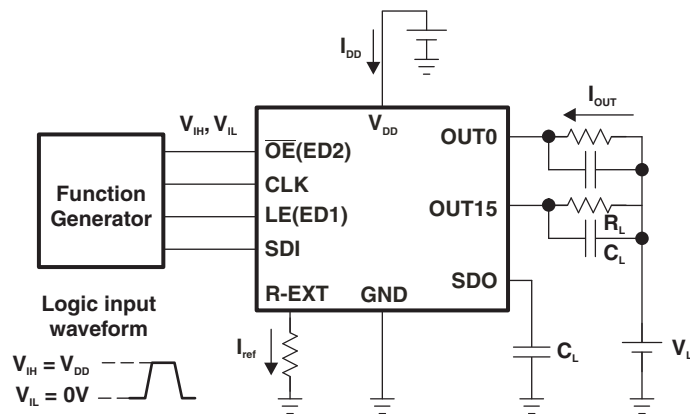 I_DD
I_OUT
V_IH, V_IL
V_DD
OUT0
OE(ED2)
CLK
LE(ED1)
SDI
Function
Generator
OUT15
R_L
C_L
SDO
R-EXT
GND
Logic input
waveform
I_ref
C_L
V_L
V_IH = V_DD
V_IL = 0V